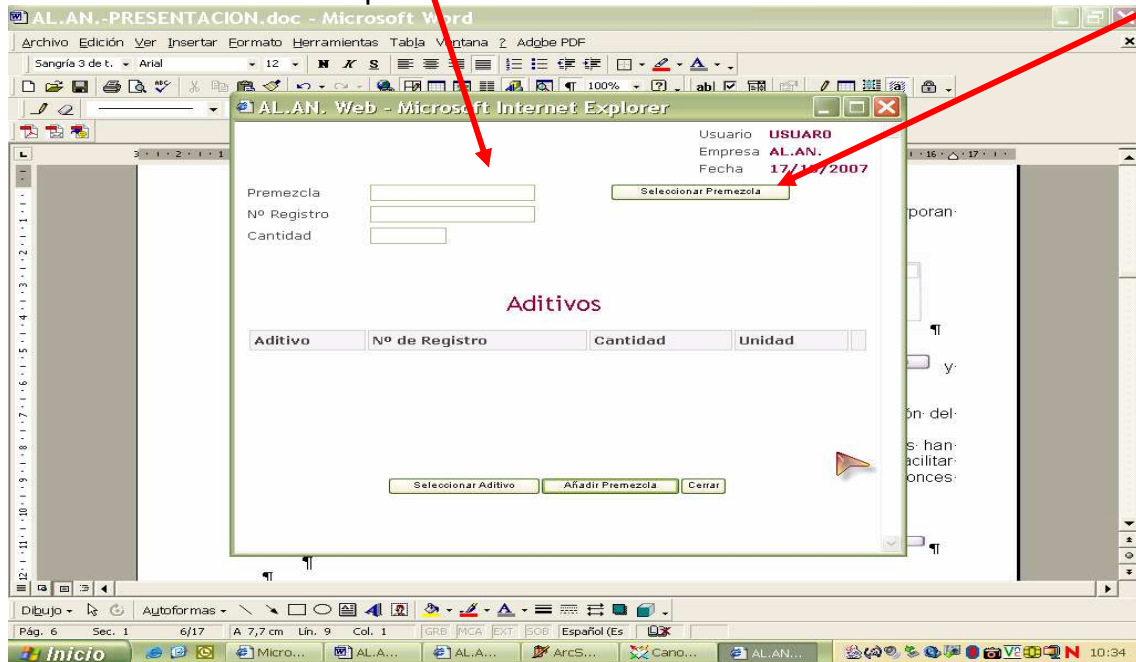 AL.AN.-PRESENTACION.doc - Microsoft Word
Archivo Edición Ver Insertar Formato Herramientas Tabla Ventana ? Adobe PDF
Sangría 3 de t. Arial 12 N K S
100%
AL.AN. Web - Microsoft Internet Explorer
Usuario USUAR0
Empresa AL.AN.
Fecha 17/10/2007
Premezcla Seleccionar Premezcla
Nº Registro
Cantidad
poran
Aditivos
Aditivo Nº de Registro Cantidad Unidad
y
ón del
s han
acilitar
onces
Seleccionar Aditivo Añadir Premezcla Cerrar
Dibujo Autoformas
Pág. 6 Sec. 1 6/17 A 7,7 cm Lín. 9 Col. 1 GRB MCA EXT SOB Español (Es
Inicio Micro... AL.A... AL.A... ArcS... Cano... AL.AN... 10:34